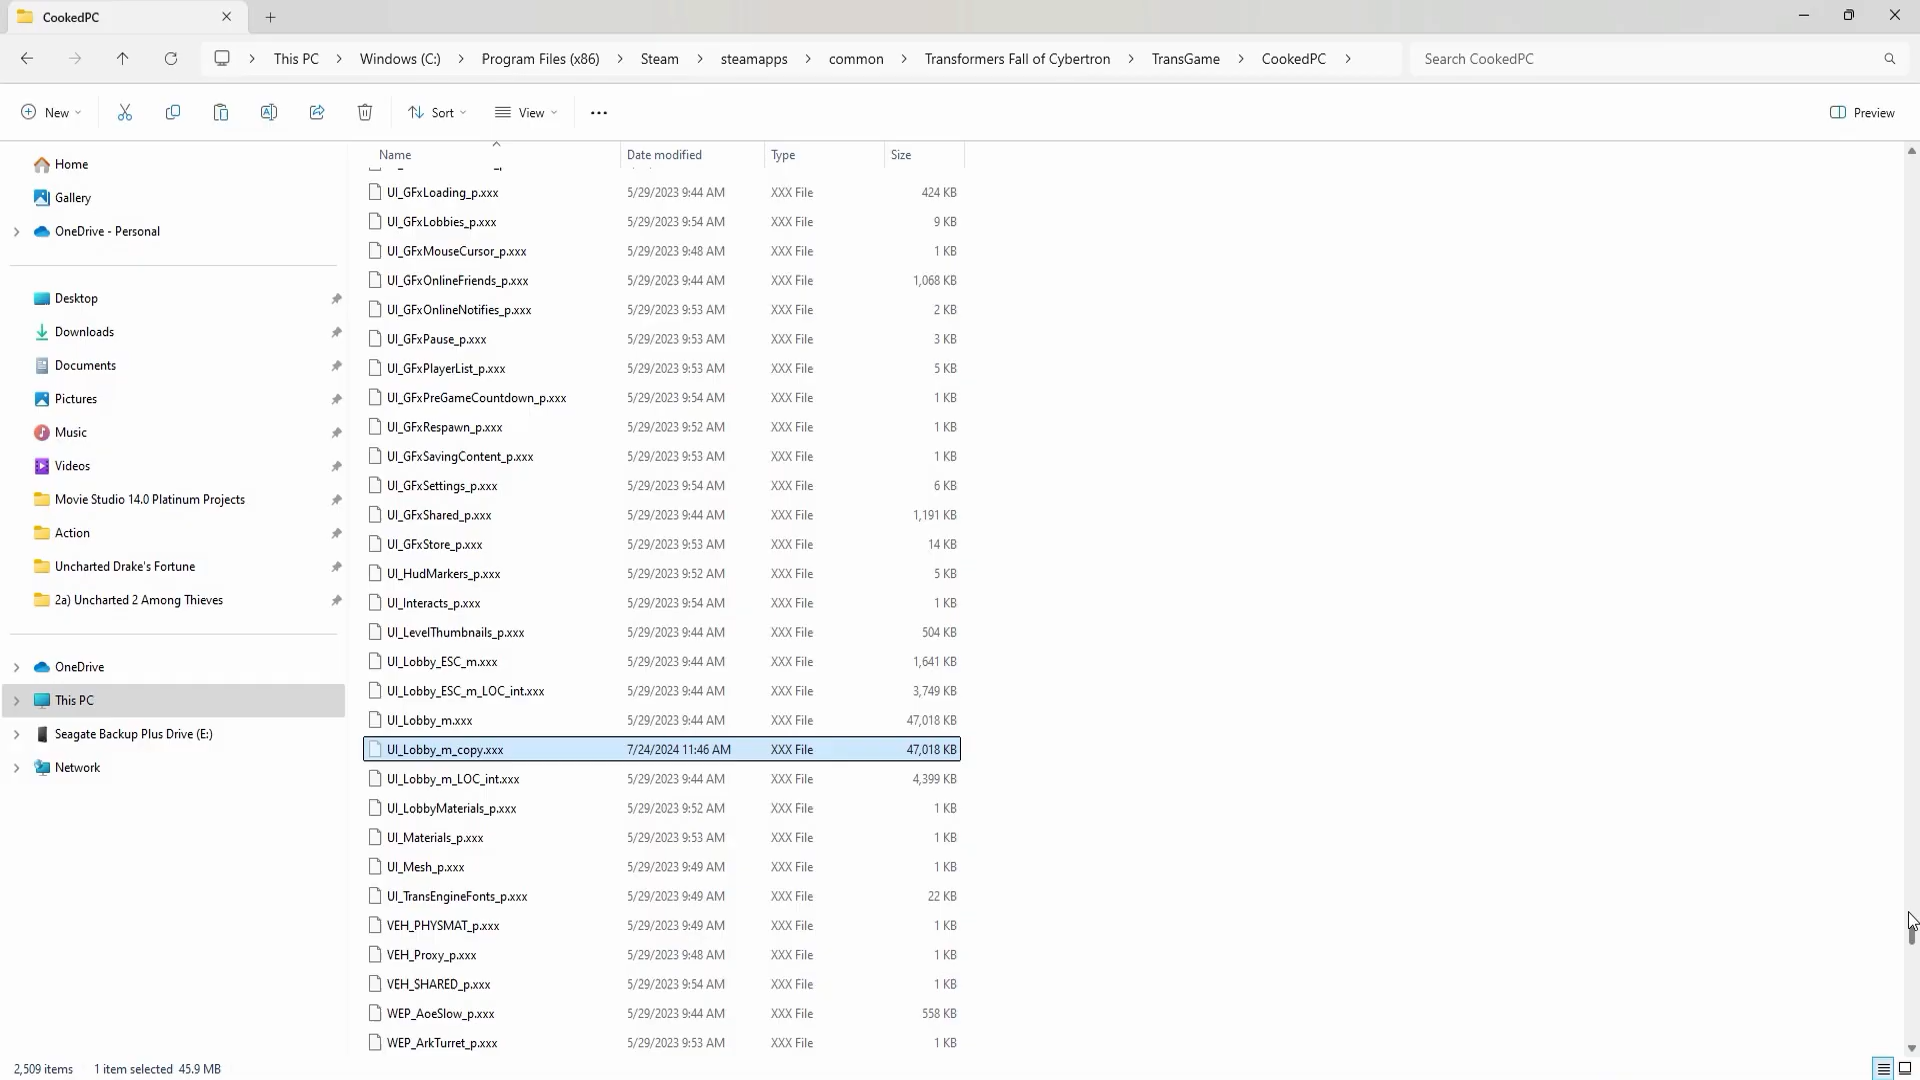 CookedPC
This PC > Windows (C:) > Program Files (x86) > Steam > steamapps > common > Transformers Fall of Cybertron > TransGame > CookedPC >
Search CookedPC
New
Sort
View
Preview
Home
Gallery
OneDrive - Personal
Desktop
Downloads
Documents
Pictures
Music
Videos
Movie Studio 14.0 Platinum Projects
Action
Uncharted Drake's Fortune
2a) Uncharted 2 Among Thieves
OneDrive
This PC
Seagate Backup Plus Drive (E:)
Network
Name Date modified Type Size
UI_GFxLoading_p.xxx 5/29/2023 9:44 AM XXX File 424 KB
UI_GFxLobbies_p.xxx 5/29/2023 9:54 AM XXX File 9 KB
UI_GFxMouseCursor_p.xxx 5/29/2023 9:48 AM XXX File 1 KB
UI_GFxOnlineFriends_p.xxx 5/29/2023 9:44 AM XXX File 1,068 KB
UI_GFxOnlineNotifies_p.xxx 5/29/2023 9:53 AM XXX File 2 KB
UI_GFxPause_p.xxx 5/29/2023 9:53 AM XXX File 3 KB
UI_GFxPlayerList_p.xxx 5/29/2023 9:53 AM XXX File 5 KB
UI_GFxPreGameCountdown_p.xxx 5/29/2023 9:54 AM XXX File 1 KB
UI_GFxRespawn_p.xxx 5/29/2023 9:52 AM XXX File 1 KB
UI_GFxSavingContent_p.xxx 5/29/2023 9:53 AM XXX File 1 KB
UI_GFxSettings_p.xxx 5/29/2023 9:54 AM XXX File 6 KB
UI_GFxShared_p.xxx 5/29/2023 9:44 AM XXX File 1,191 KB
UI_GFxStore_p.xxx 5/29/2023 9:53 AM XXX File 14 KB
UI_HudMarkers_p.xxx 5/29/2023 9:52 AM XXX File 5 KB
UI_Interacts_p.xxx 5/29/2023 9:54 AM XXX File 1 KB
UI_LevelThumbnails_p.xxx 5/29/2023 9:44 AM XXX File 504 KB
UI_Lobby_ESC_m.xxx 5/29/2023 9:44 AM XXX File 1,641 KB
UI_Lobby_ESC_m_LOC_int.xxx 5/29/2023 9:44 AM XXX File 3,749 KB
UI_Lobby_m.xxx 5/29/2023 9:44 AM XXX File 47,018 KB
UI_Lobby_m_copy.xxx 7/24/2024 11:46 AM XXX File 47,018 KB
UI_Lobby_m_LOC_int.xxx 5/29/2023 9:44 AM XXX File 4,399 KB
UI_LobbyMaterials_p.xxx 5/29/2023 9:52 AM XXX File 1 KB
UI_Materials_p.xxx 5/29/2023 9:53 AM XXX File 1 KB
UI_Mesh_p.xxx 5/29/2023 9:49 AM XXX File 1 KB
UI_TransEngineFonts_p.xxx 5/29/2023 9:49 AM XXX File 22 KB
VEH_PHYSMAT_p.xxx 5/29/2023 9:49 AM XXX File 1 KB
VEH_Proxy_p.xxx 5/29/2023 9:48 AM XXX File 1 KB
VEH_SHARED_p.xxx 5/29/2023 9:54 AM XXX File 1 KB
WEP_AoeSlow_p.xxx 5/29/2023 9:44 AM XXX File 558 KB
WEP_ArkTurret_p.xxx 5/29/2023 9:53 AM XXX File 1 KB
2,509 items 1 item selected 45.9 MB